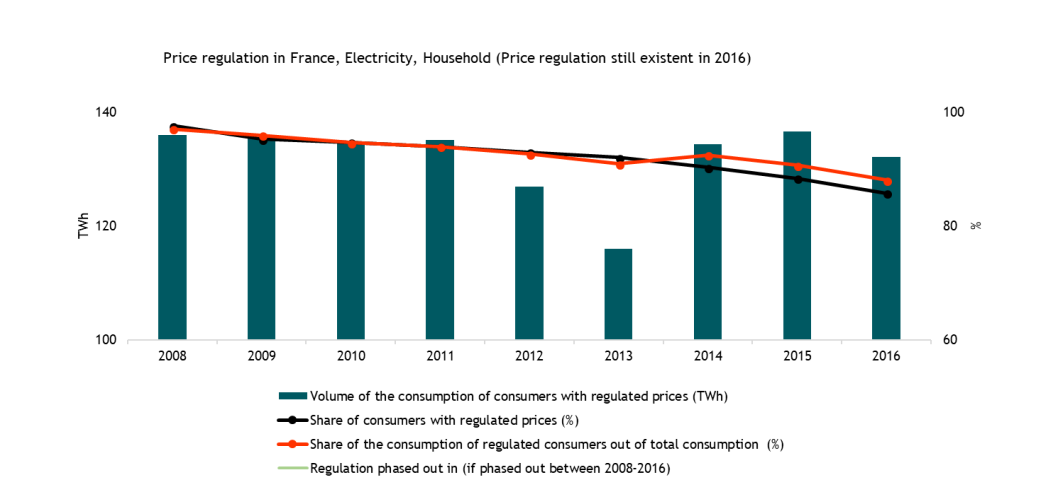 Price regulation in France, Electricity, Household (Price regulation still existent in 2016)
140
120
100
TWh
100
80
60
%
2008 2009 2010 2011 2012 2013 2014 2015 2016
Volume of the consumption of consumers with regulated prices (TWh)
Share of consumers with regulated prices (%)
Share of the consumption of regulated consumers out of total consumption (%)
Regulation phased out in (if phased out between 2008-2016)